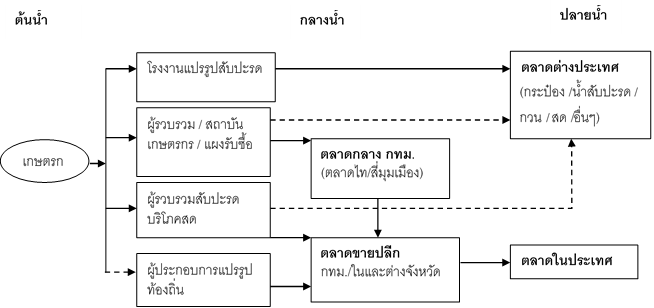 ต้นน้ำ
กลางน้ำ
ปลายน้ำ
โรงงานแปรรูปสับปะรด
ตลาดต่างประเทศ
(กระป๋อง /น้ำสับปะรด /
กวน / สด /อื่นๆ)
ผู้รวบรวม / สถาบัน
เกษตรกร / แผงรับซื้อ
เกษตรก
ตลาดกลาง กทม.
(ตลาดไท/สี่มุมเมือง)
ผู้รวบรวมสับปะรด
บริโภคสด
ตลาดขายปลีก
กทม./ในและต่างจังหวัด
ตลาดในประเทศ
ผู้ประกอบการแปรรูป
ท้องถิ่น